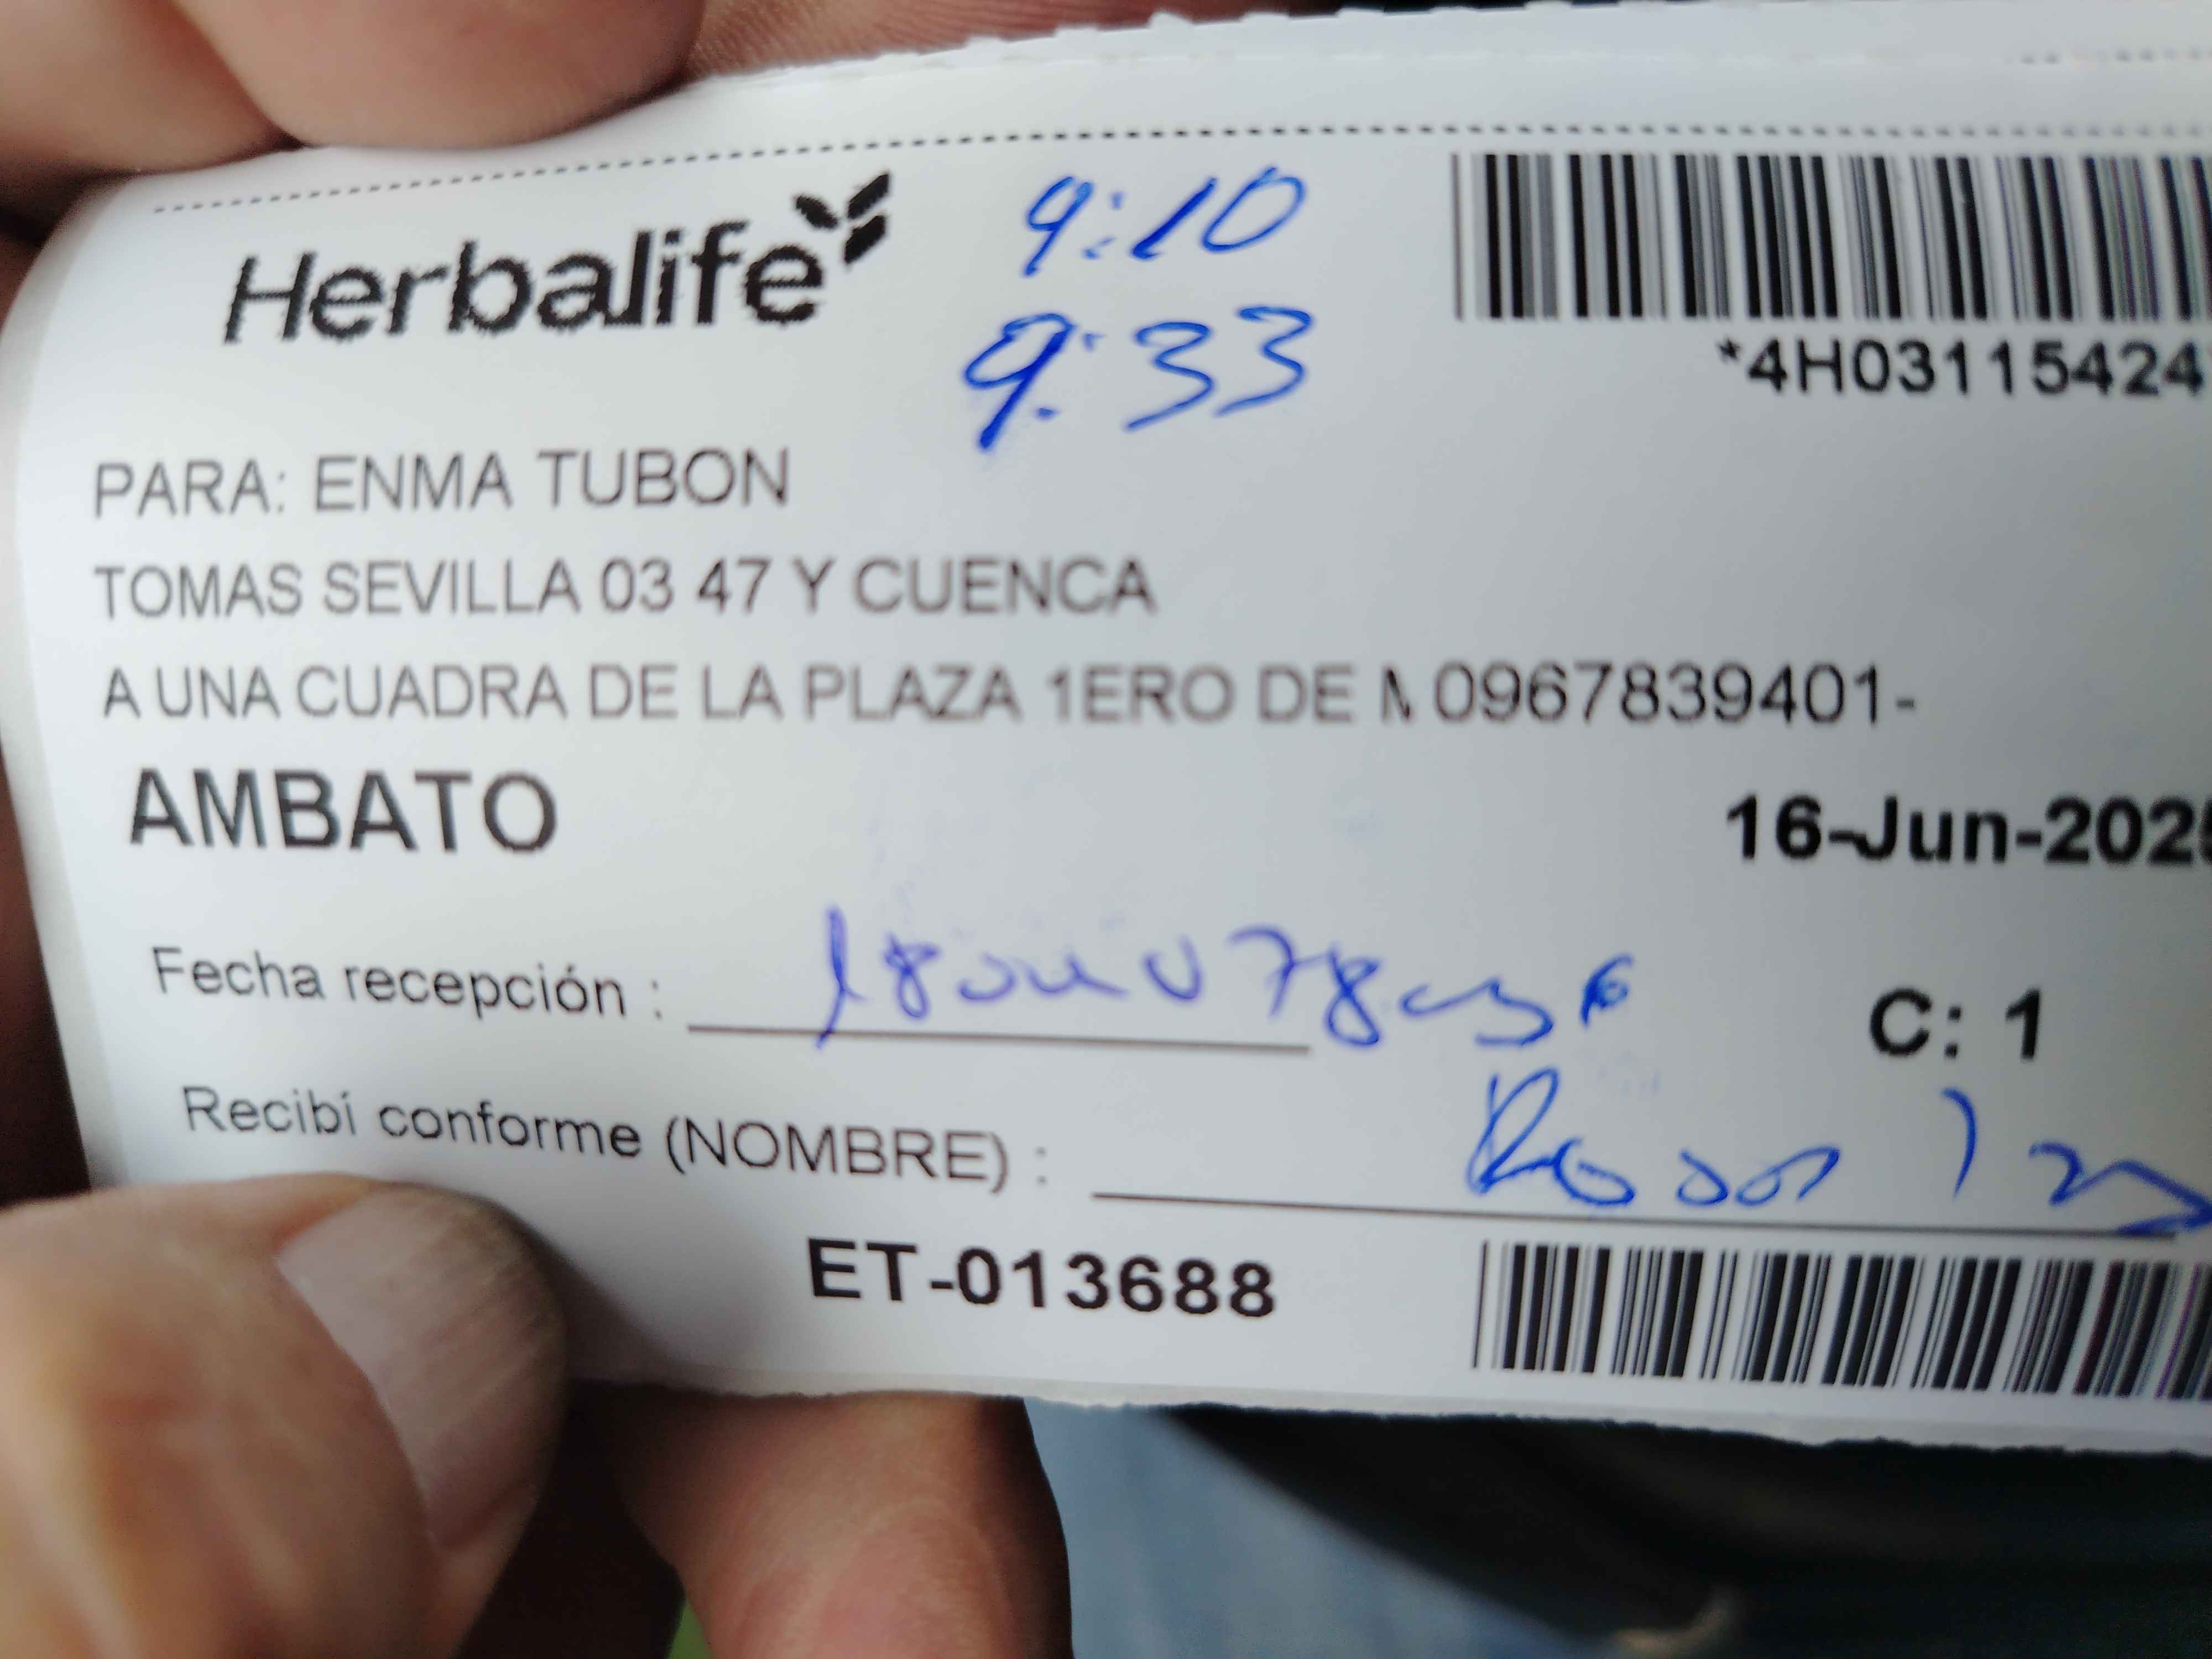 Herbalife
9:10
9:33
*4H03115424
PARA: ENMA TUBON
TOMAS SEVILLA 03 47 Y CUENCA
A UNA CUADRA DE LA PLAZA 1ERO DE M 0967839401-
AMBATO
16-Jun-202
Fecha recepción :
C: 1
Recibí conforme (NOMBRE) :
ET-013688